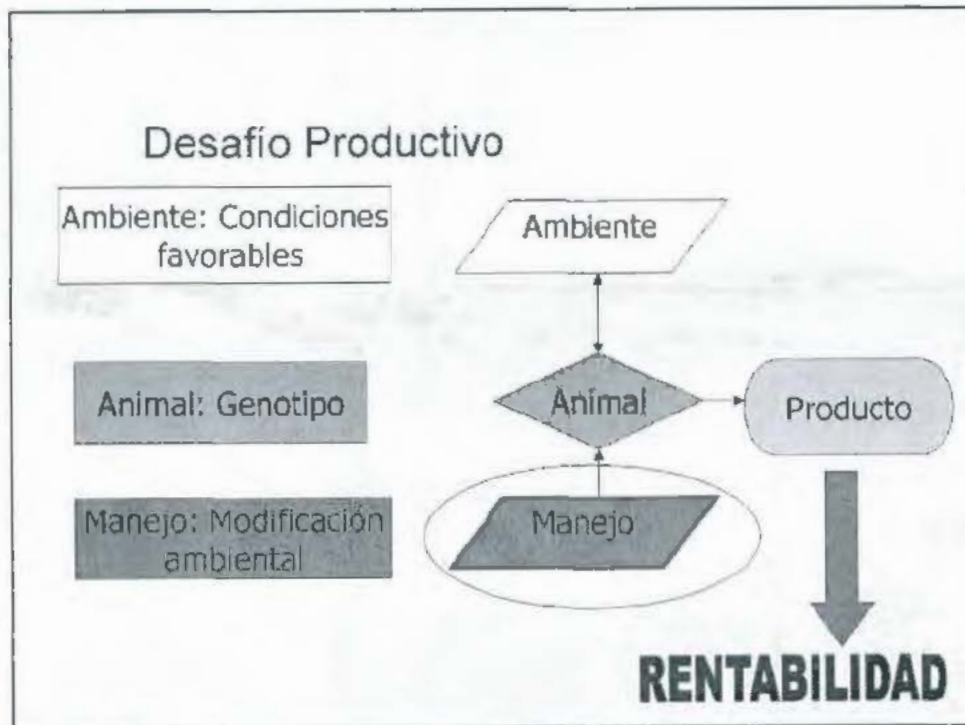 Desafío Productivo
Ambiente: Condiciones
favorables
Ambiente
Animal: Genotipo
Animal
Producto
Manejo: Modificación
ambiental
Manejo
RENTABILIDAD